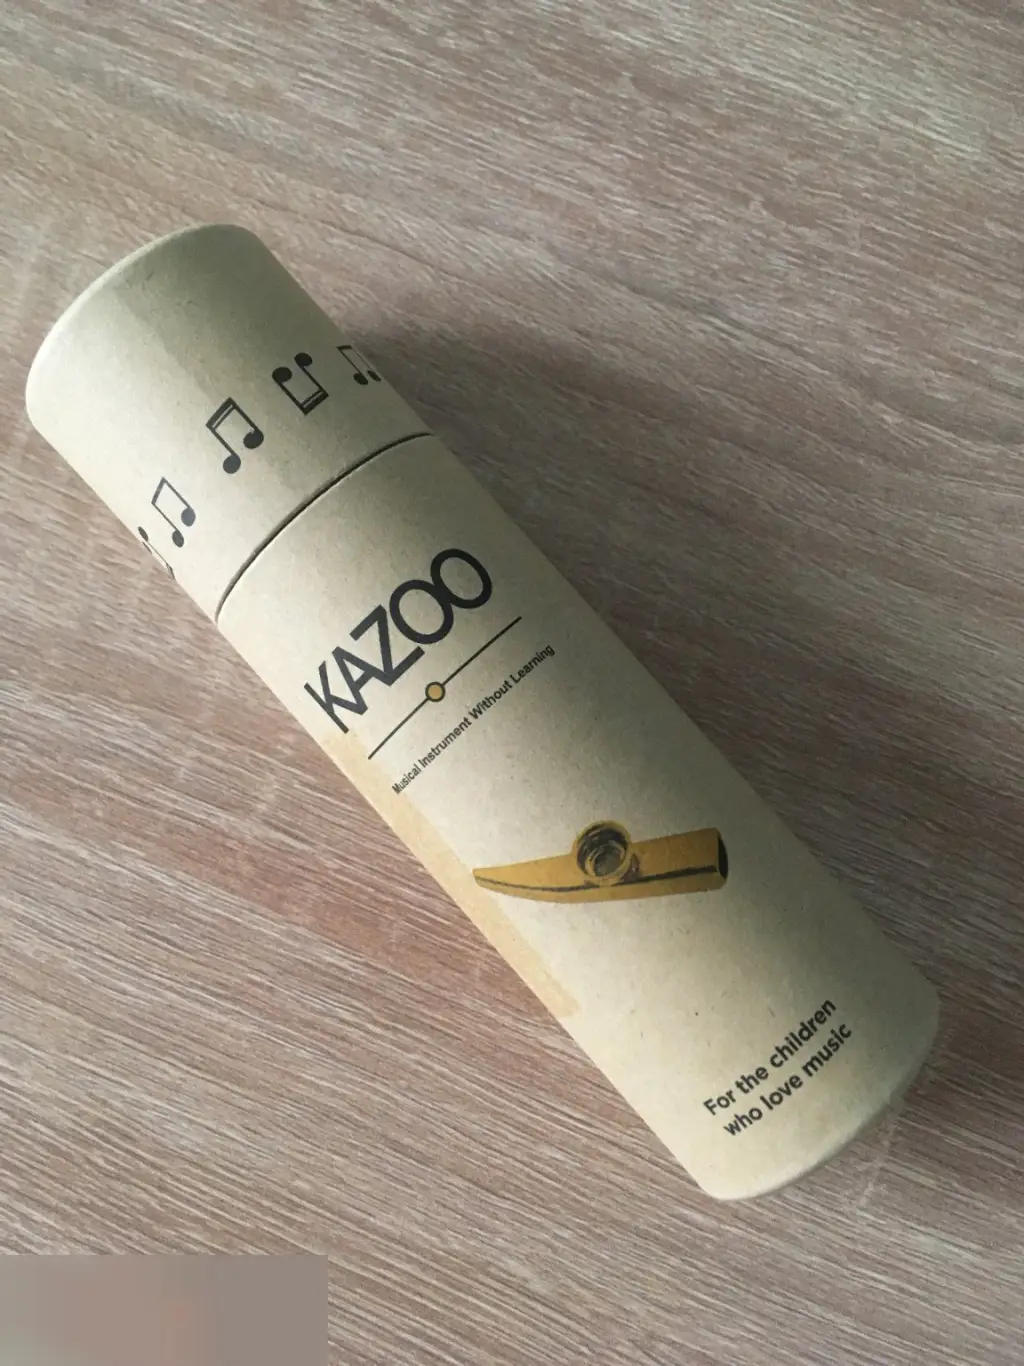 KAZOO
Musical Instrument Without Learning
For the children
who love music